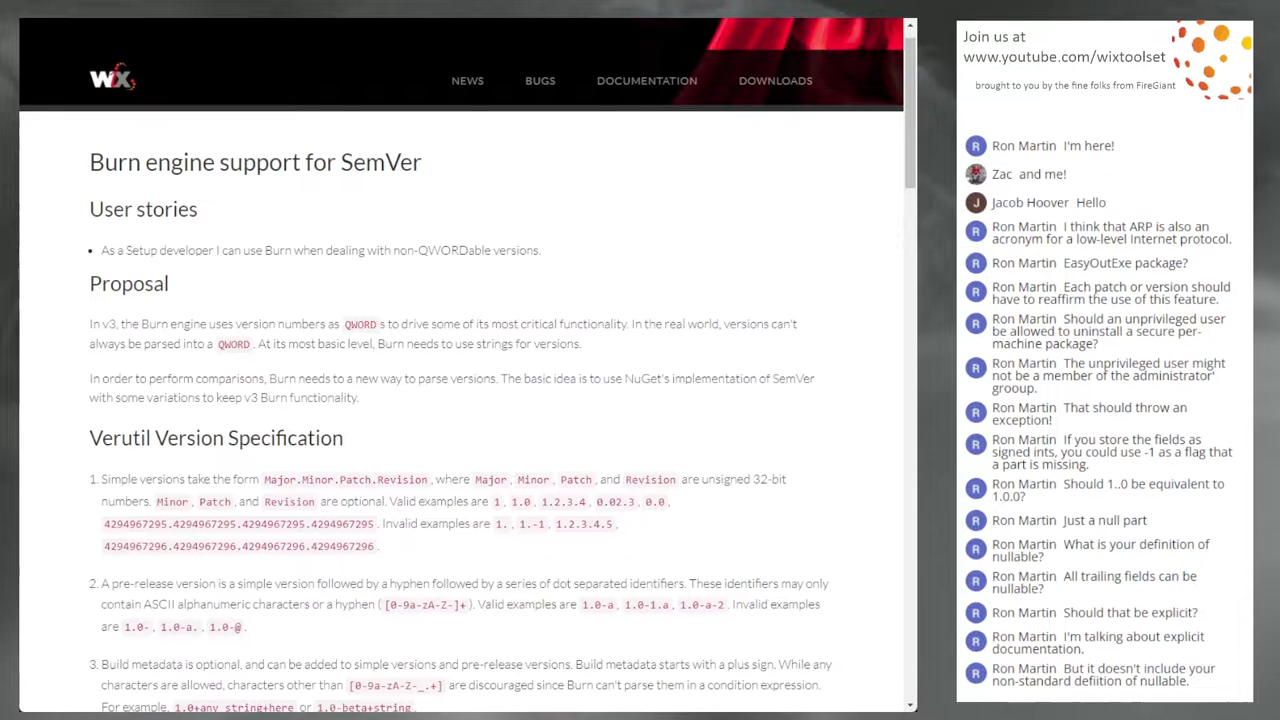 WiX
NEWS BUGS DOCUMENTATION DOWNLOADS
Burn engine support for SemVer
User stories
• As a Setup developer I can use Burn when dealing with non-QWORDable versions.
Proposal
In v3, the Burn engine uses version numbers as QWORD s to drive some of its most critical functionality. In the real world, versions can't
always be parsed into a QWORD . At its most basic level, Burn needs to use strings for versions.
In order to perform comparisons, Burn needs to a new way to parse versions. The basic idea is to use NuGet's implementation of SemVer
with some variations to keep v3 Burn functionality.
Verutil Version Specification
1. Simple versions take the form Major.Minor.Patch.Revision , where Major , Minor , Patch , and Revision are unsigned 32-bit
numbers. Minor , Patch , and Revision are optional. Valid examples are 1 , 1.0 , 1.2.3.4 , 0.02.3 , 0.0 ,
4294967295.4294967295.4294967295.4294967295 . Invalid examples are 1. , 1.-1 , 1.2.3.4.5 ,
4294967296.4294967296.4294967296.4294967296 .
2. A pre-release version is a simple version followed by a hyphen followed by a series of dot separated identifiers. These identifiers may only
contain ASCII alphanumeric characters or a hyphen ( [0-9a-zA-Z-]+ ). Valid examples are 1.0-a , 1.0-1.a , 1.0-a-2 . Invalid examples
are 1.0- , 1.0-a. , 1.0-@ .
3. Build metadata is optional, and can be added to simple versions and pre-release versions. Build metadata starts with a plus sign. While any
characters are allowed, characters other than [0-9a-zA-Z-_.+] are discouraged since Burn can't parse them in a condition expression.
For example, 1.0+any string+here or 1.0-beta+string .
Join us at
www.youtube.com/wixtoolset
brought to you by the fine folks from FireGiant
R Ron Martin I'm here!
Zac and me!
J Jacob Hoover Hello
R Ron Martin I think that ARP is also an
acronym for a low-level Internet protocol.
R Ron Martin EasyOutExe package?
R Ron Martin Each patch or version should
have to reaffirm the use of this feature.
R Ron Martin Should an unprivileged user
be allowed to uninstall a secure per-
machine package?
R Ron Martin The unprivileged user might
not be a member of the administrator'
grooup.
R Ron Martin That should throw an
exception!
R Ron Martin If you store the fields as
signed ints, you could use -1 as a flag that
a part is missing.
R Ron Martin Should 1..0 be equivalent to
1.0.0?
R Ron Martin Just a null part
R Ron Martin What is your definition of
nullable?
R Ron Martin All trailing fields can be
nullable?
R Ron Martin Should that be explicit?
R Ron Martin I'm talking about explicit
documentation.
R Ron Martin But it doesn't include your
non-standard defiition of nullable.